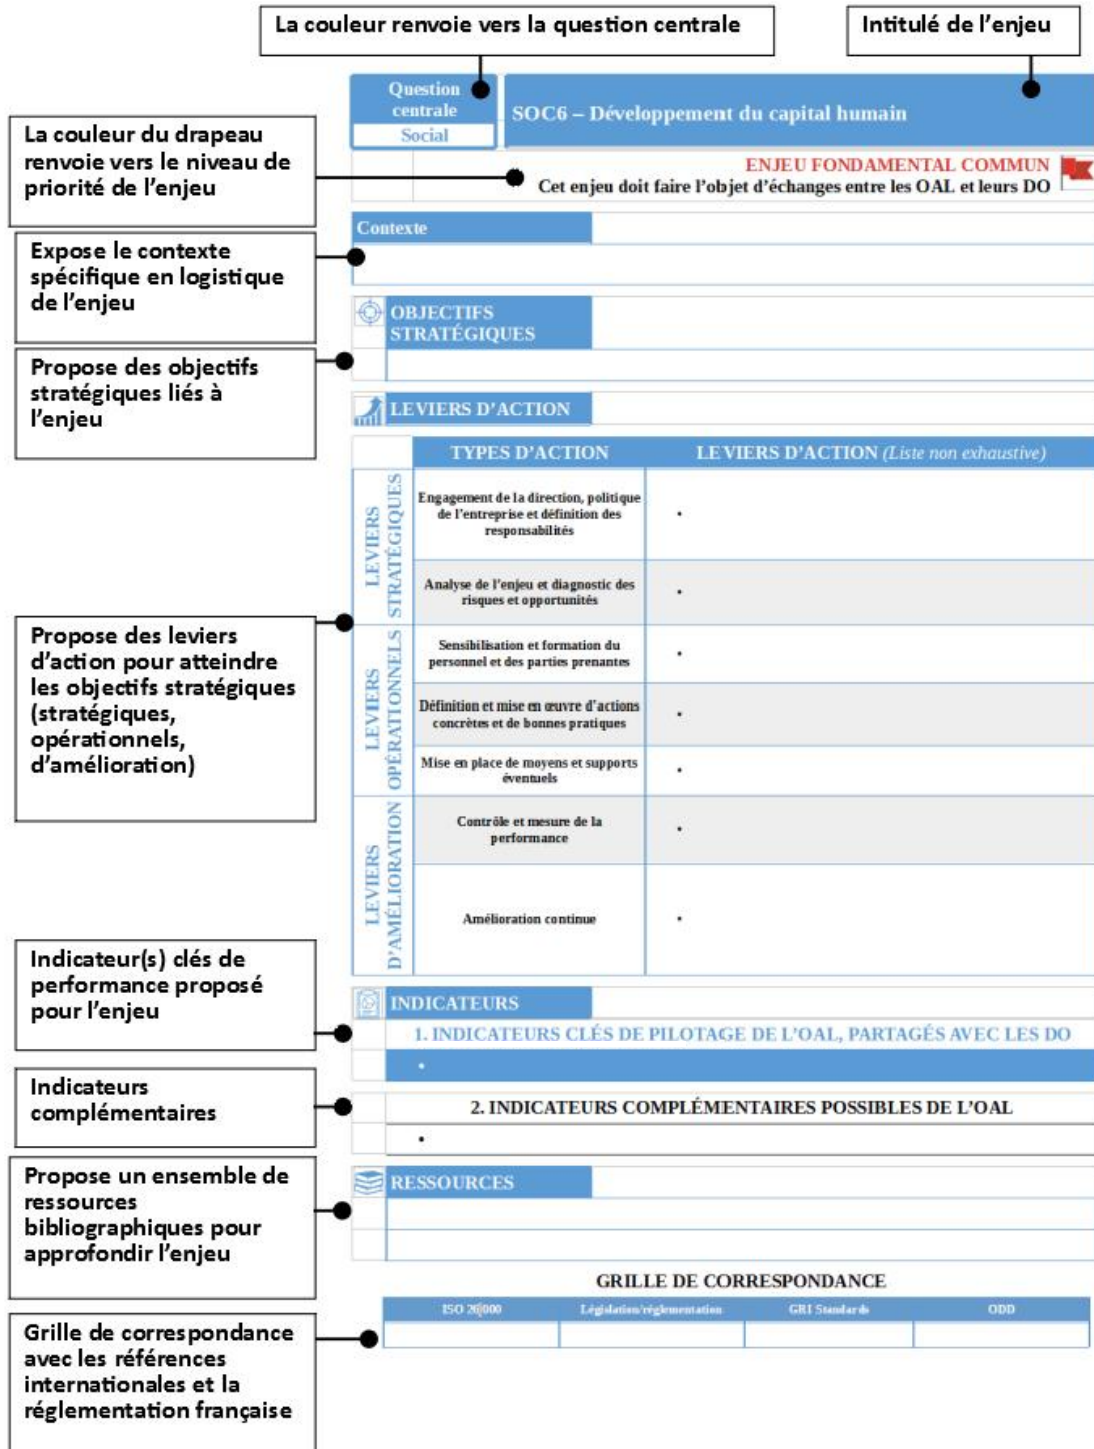 La couleur renvoie vers la question centrale
Intitulé de l'enjeu
Question
centrale
Social
SOC6 – Développement du capital humain
La couleur du drapeau
renvoie vers le niveau de
priorité de l'enjeu
ENJEU FONDAMENTAL COMMUN
Cet enjeu doit faire l'objet d'échanges entre les OAL et leurs DO
Contexte
Expose le contexte
spécifique en logistique
de l'enjeu
OBJECTIFS
STRATÉGIQUES
Propose des objectifs
stratégiques liés à
l'enjeu
LEVIERS D'ACTION
TYPES D'ACTION
LEVIERS D'ACTION (Liste non exhaustive)
LEVIERS
STRATÉGIQUES
Engagement de la direction, politique
de l'entreprise et définition des
responsabilités
•
Analyse de l'enjeu et diagnostic des
risques et opportunités
•
Propose des leviers
d'action pour atteindre
les objectifs stratégiques
(stratégiques,
opérationnels,
d'amélioration)
LEVIERS
OPÉRATIONNELS
Sensibilisation et formation du
personnel et des parties prenantes
•
Définition et mise en œuvre d'actions
concrètes et de bonnes pratiques
•
Mise en place de moyens et supports
éventuels
•
LEVIERS
D'AMÉLIORATION
Contrôle et mesure de la
performance
•
Amélioration continue
•
Indicateur(s) clés de
performance proposé
pour l'enjeu
INDICATEURS
1. INDICATEURS CLÉS DE PILOTAGE DE L'OAL, PARTAGÉS AVEC LES DO
•
Indicateurs
complémentaires
2. INDICATEURS COMPLÉMENTAIRES POSSIBLES DE L'OAL
•
Propose un ensemble de
ressources
bibliographiques pour
approfondir l'enjeu
RESSOURCES
GRILLE DE CORRESPONDANCE
ISO 26000
Législation/réglementation
GRI Standards
ODD
Grille de correspondance
avec les références
internationales et la
réglementation française